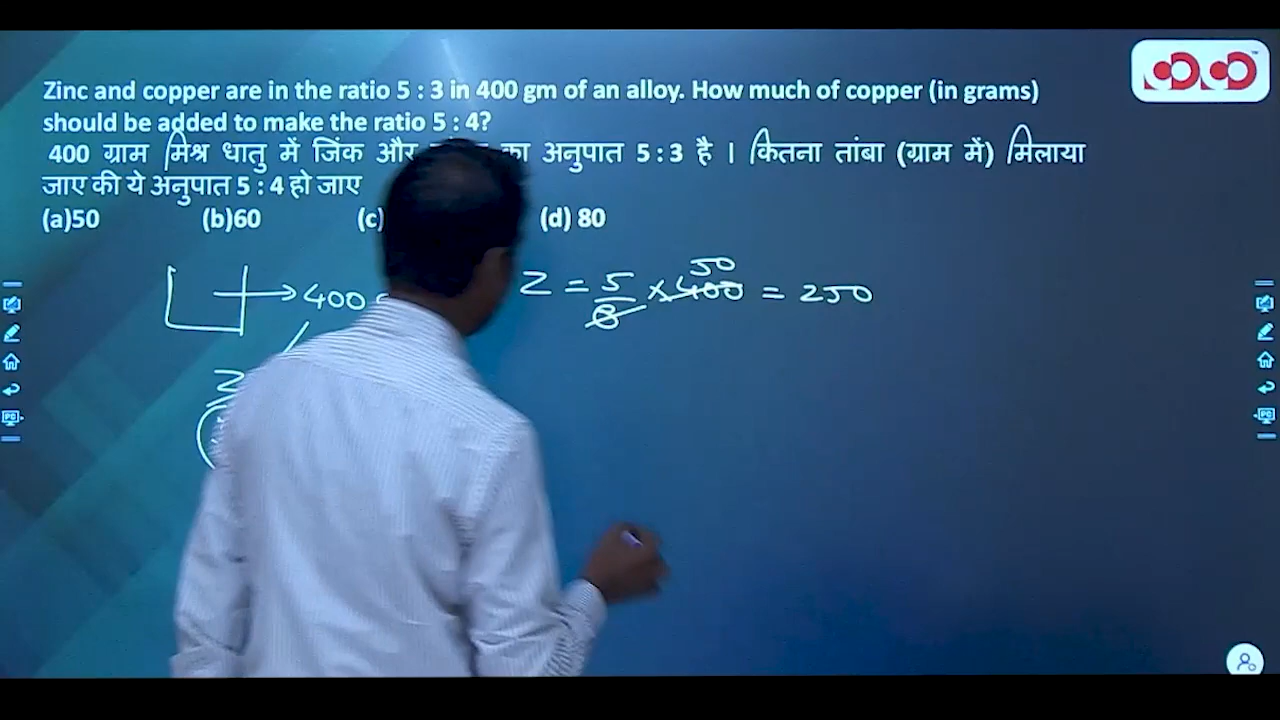 Zinc and copper are in the ratio 5 : 3 in 400 gm of an alloy. How much of copper (in grams)
should be added to make the ratio 5 : 4?
400 ग्राम मिश्र धातु में जिंक और का अनुपात 5 : 3 है । कितना तांबा (ग्राम में) मिलाया
जाए की ये अनुपात 5 : 4 हो जाए
(a)50 (b)60 (c) (d) 80
400 Z = 5/8 × 400 50 = 250
Z